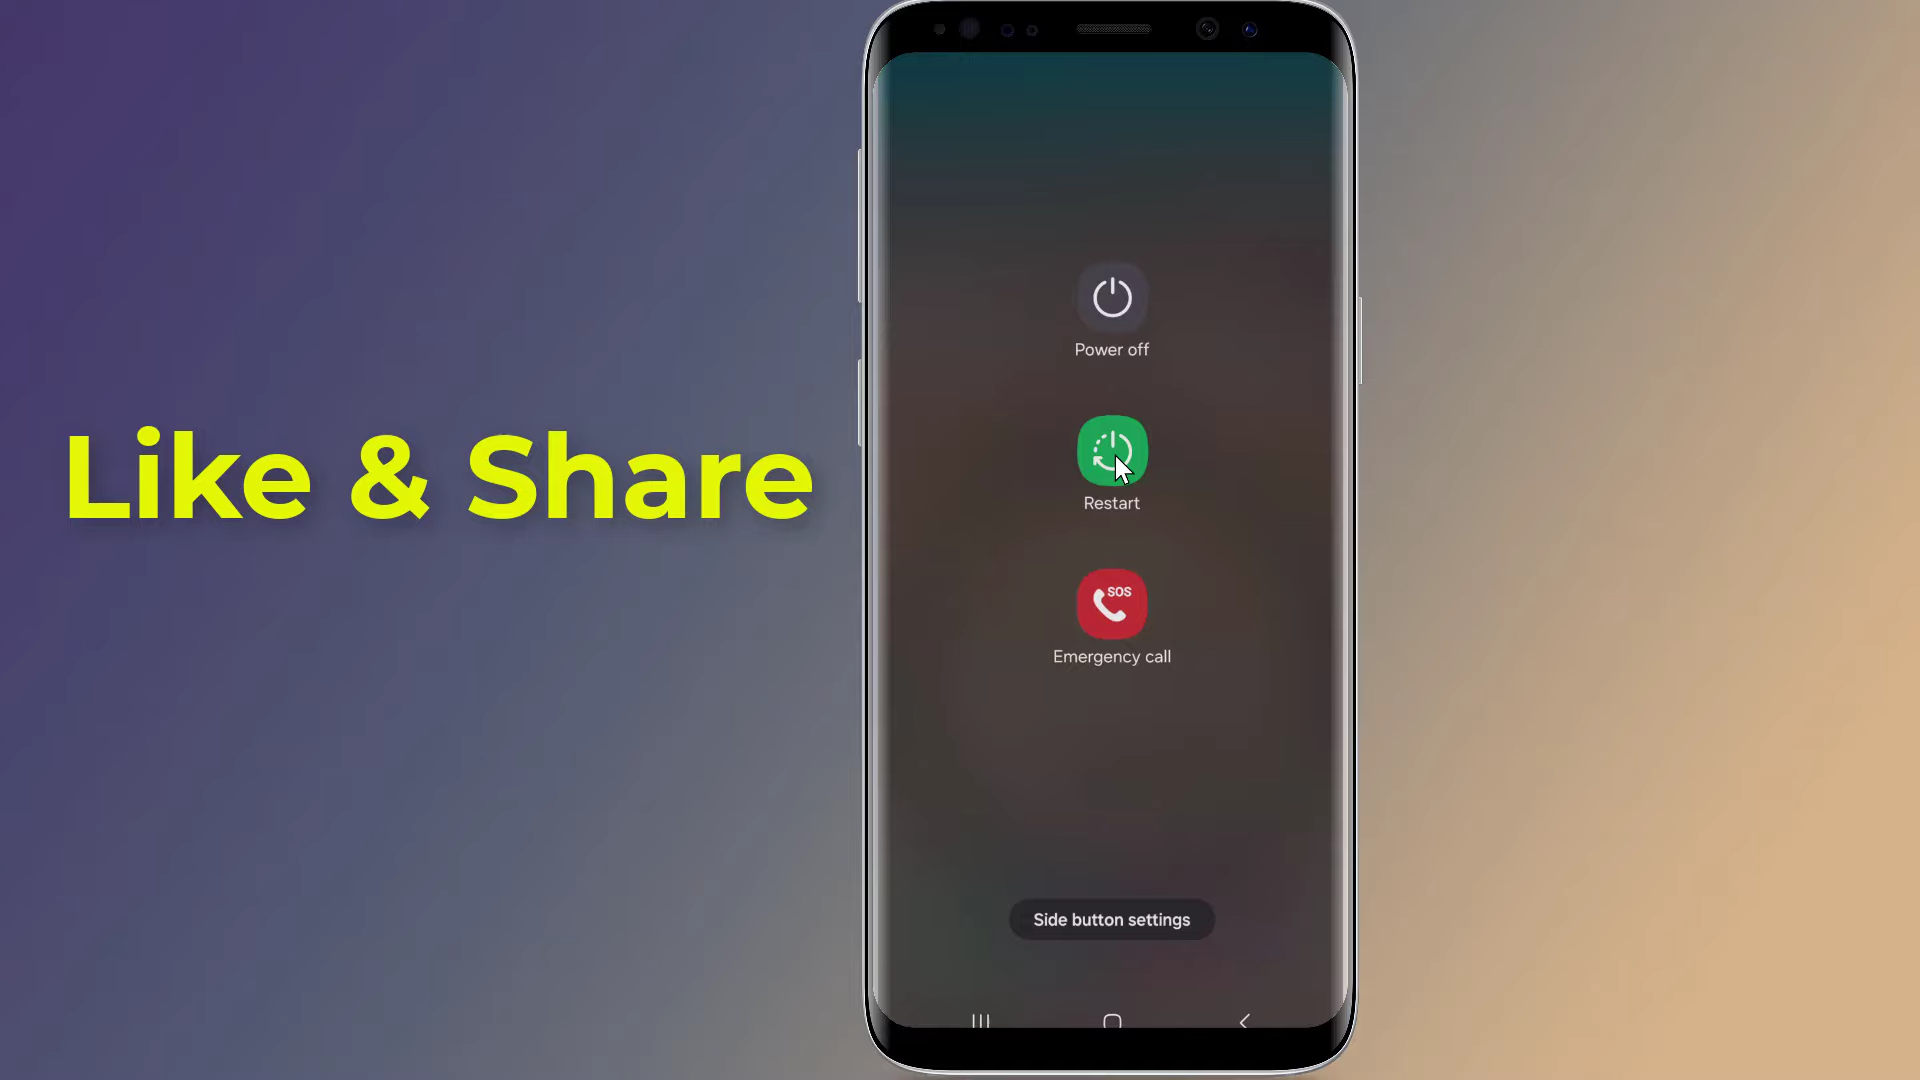 Like & Share
Power off
Restart
SOS
Emergency call
Side button settings